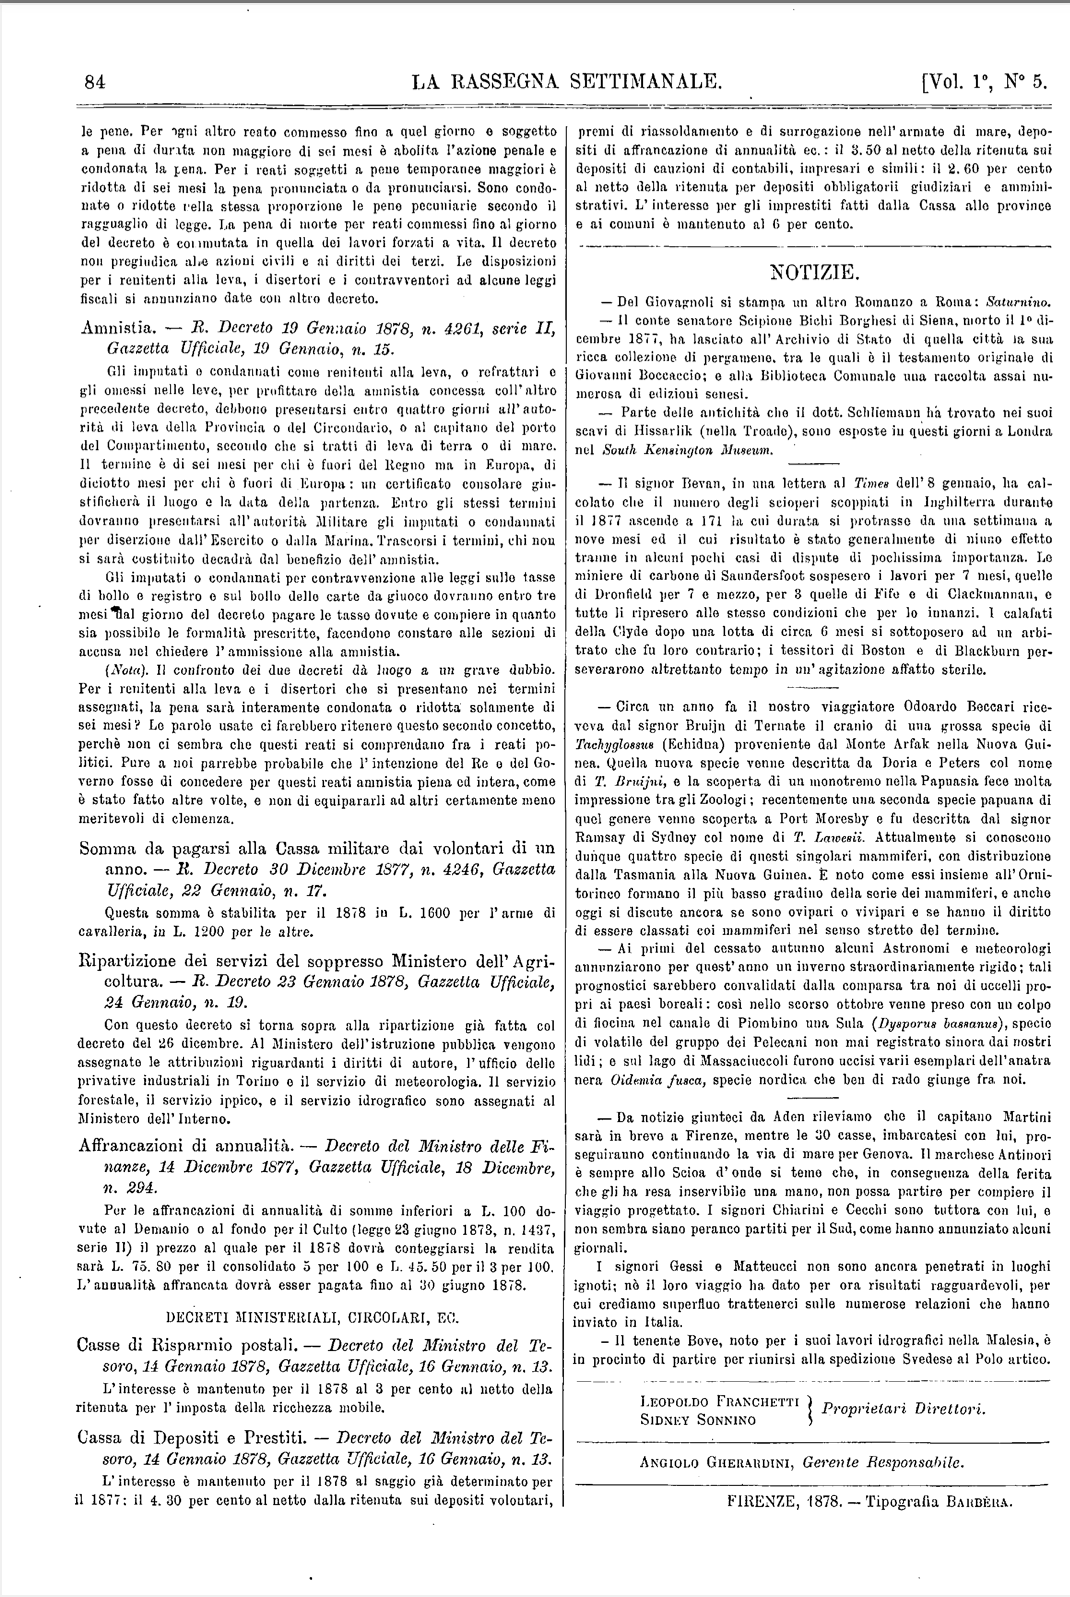 84
LA RASSEGNA SETTIMANALE.
[Vol. 1°, N° 5.
le pene. Per ogni altro reato commesso fino a quel giorno e soggetto
a pena di durata non maggiore di sei mesi è abolita l'azione penale e
condonata la pena. Per i reati soggetti a pene temporanee maggiori è
ridotta di sei mesi la pena pronunciata o da pronunciarsi. Sono condo-
nate o ridotte nella stessa proporzione le pene pecuniarie secondo il
ragguaglio di legge. La pena di morte per reati commessi fino al giorno
del decreto è commutata in quella dei lavori forzati a vita. Il decreto
non pregiudica alle azioni civili e ai diritti dei terzi. Le disposizioni
per i renitenti alla leva, i disertori e i contravventori ad alcune leggi
fiscali si annunziano date con altro decreto.
Amnistia. — R. Decreto 19 Gennaio 1878, n. 4261, serie II,
Gazzetta Ufficiale, 19 Gennaio, n. 15.
Gli imputati o condannati come renitenti alla leva, o refrattari e
gli omessi nelle leve, per profittare della amnistia concessa coll'altro
precedente decreto, debbono presentarsi entro quattro giorni all'auto-
rità di leva della Provincia o del Circondario, o al capitano del porto
del Compartimento, secondo che si tratti di leva di terra o di mare.
Il termine è di sei mesi per chi è fuori del Regno ma in Europa, di
diciotto mesi per chi è fuori di Europa: un certificato consolare giu-
stificherà il luogo e la data della partenza. Entro gli stessi termini
dovranno presentarsi all'autorità Militare gli imputati o condannati
per diserzione dall'Esercito o dalla Marina. Trascorsi i termini, chi non
si sarà costituito decadrà dal benefizio dell'amnistia.
Gli imputati o condannati per contravvenzione alle leggi sulle tasse
di bollo e registro e sul bollo delle carte da giuoco dovranno entro tre
mesi dal giorno del decreto pagare le tasse dovute e compiere in quanto
sia possibile le formalità prescritte, facendone constare alle sezioni di
accusa nel chiedere l'ammissione alla amnistia.
(Nota). Il confronto dei due decreti dà luogo a un grave dubbio.
Per i renitenti alla leva e i disertori che si presentano nei termini
assegnati, la pena sarà interamente condonata o ridotta solamente di
sei mesi? Le parole usate ci farebbero ritenere questo secondo concetto,
perchè non ci sembra che questi reati si comprendano fra i reati po-
litici. Pure a noi parrebbe probabile che l'intenzione del Re e del Go-
verno fosse di concedere per questi reati amnistia piena ed intera, come
è stato fatto altre volte, e non di equipararli ad altri certamente meno
meritevoli di clemenza.
Somma da pagarsi alla Cassa militare dai volontari di un
anno. — R. Decreto 30 Dicembre 1877, n. 4246, Gazzetta
Ufficiale, 22 Gennaio, n. 17.
Questa somma è stabilita per il 1878 in L. 1600 per l'arme di
cavalleria, in L. 1200 per le altre.
Ripartizione dei servizi del soppresso Ministero dell'Agri-
coltura. — R. Decreto 23 Gennaio 1878, Gazzetta Ufficiale,
24 Gennaio, n. 19.
Con questo decreto si torna sopra alla ripartizione già fatta col
decreto del 26 dicembre. Al Ministero dell'istruzione pubblica vengono
assegnate le attribuzioni riguardanti i diritti di autore, l'ufficio delle
privative industriali in Torino e il servizio di meteorologia. Il servizio
forestale, il servizio ippico, e il servizio idrografico sono assegnati al
Ministero dell'Interno.
Affrancazioni di annualità. — Decreto del Ministro delle Fi-
nanze, 14 Dicembre 1877, Gazzetta Ufficiale, 18 Dicembre,
n. 294.
Per le affrancazioni di annualità di somme inferiori a L. 100 do-
vute al Demanio o al fondo per il Culto (legge 23 giugno 1873, n. 1437,
serie II) il prezzo al quale per il 1878 dovrà conteggiarsi la rendita
sarà L. 75. 80 per il consolidato 5 per 100 e L. 45. 50 per il 3 per 100.
L'annualità affrancata dovrà esser pagata fino al 30 giugno 1878.
DECRETI MINISTERIALI, CIRCOLARI, EC.
Casse di Risparmio postali. — Decreto del Ministro del Te-
soro, 14 Gennaio 1878, Gazzetta Ufficiale, 16 Gennaio, n. 13.
L'interesse è mantenuto per il 1878 al 3 per cento al netto della
ritenuta per l'imposta della ricchezza mobile.
Cassa di Depositi e Prestiti. — Decreto del Ministro del Te-
soro, 14 Gennaio 1878, Gazzetta Ufficiale, 16 Gennaio, n. 13.
L'interesse è mantenuto per il 1878 al saggio già determinato per
il 1877: il 4. 30 per cento al netto dalla ritenuta sui depositi volontari,
premi di riassoldamento e di surrogazione nell'armate di mare, depo-
siti di affrancazione di annualità ec.: il 3.50 al netto della ritenuta sui
depositi di cauzioni di contabili, impresari e simili: il 2.60 per cento
al netto della ritenuta per depositi obbligatorii giudiziari e ammini-
strativi. L'interesse per gli imprestiti fatti dalla Cassa alle province
e ai comuni è mantenuto al 6 per cento.
NOTIZIE.
— Del Giovagnoli si stampa un altro Romanzo a Roma: Saturnino.
— Il conte senatore Scipione Bichi Borghesi di Siena, morto il 1° di-
cembre 1877, ha lasciato all'Archivio di Stato di quella città la sua
ricca collezione di pergamene, tra le quali è il testamento originale di
Giovanni Boccaccio; e alla Biblioteca Comunale una raccolta assai nu-
merosa di edizioni senesi.
— Parte delle antichità che il dott. Schliemann ha trovato nei suoi
scavi di Hissarlik (nella Troade), sono esposte in questi giorni a Londra
nel South Kensington Museum.
— Il signor Bevan, in una lettera al Times dell'8 gennaio, ha cal-
colato che il numero degli scioperi scoppiati in Inghilterra durante
il 1877 ascende a 171 la cui durata si protrasse da una settimana a
nove mesi ed il cui risultato è stato generalmente di niuno effetto
tranne in alcuni pochi casi di dispute di pochissima importanza. Le
miniere di carbone di Saundersfoot sospesero i lavori per 7 mesi, quelle
di Dronfield per 7 e mezzo, per 3 quelle di Fife e di Clackmannan, e
tutte li ripresero alle stesse condizioni che per lo innanzi. I calafati
della Clyde dopo una lotta di circa 6 mesi si sottoposero ad un arbi-
trato che fu loro contrario; i tessitori di Boston e di Blackburn per-
severarono altrettanto tempo in un'agitazione affatto sterile.
— Circa un anno fa il nostro viaggiatore Odoardo Beccari rice-
veva dal signor Bruijn di Ternate il cranio di una grossa specie di
Tachyglossus (Echidna) proveniente dal Monte Arfak nella Nuova Gui-
nea. Quella nuova specie venne descritta da Doria e Peters col nome
di T. Bruijni, e la scoperta di un monotremo nella Papuasia fece molta
impressione tra gli Zoologi; recentemente una seconda specie papuana di
quel genere venne scoperta a Port Moresby e fu descritta dal signor
Ramsay di Sydney col nome di T. Lawesii. Attualmente si conoscono
dunque quattro specie di questi singolari mammiferi, con distribuzione
dalla Tasmania alla Nuova Guinea. È noto come essi insieme all'Orni-
torinco formano il più basso gradino della serie dei mammiferi, e anche
oggi si discute ancora se sono ovipari o vivipari e se hanno il diritto
di essere classati coi mammiferi nel senso stretto del termine.
— Ai primi del cessato autunno alcuni Astronomi e meteorologi
annunziarono per quest'anno un inverno straordinariamente rigido; tali
prognostici sarebbero convalidati dalla comparsa tra noi di uccelli pro-
pri ai paesi boreali: così nello scorso ottobre venne preso con un colpo
di fiocina nel canale di Piombino una Sula (Dysporus bassanus), specie
di volatile del gruppo dei Pelecani non mai registrato sinora dai nostri
lidi; e sul lago di Massaciuccoli furono uccisi varii esemplari dell'anatra
nera Oidemia fusca, specie nordica che ben di rado giunge fra noi.
— Da notizie giunteci da Aden rileviamo che il capitano Martini
sarà in breve a Firenze, mentre le 30 casse, imbarcatesi con lui, pro-
seguiranno continuando la via di mare per Genova. Il marchese Antinori
è sempre allo Scioa d'onde si teme che, in conseguenza della ferita
che gli ha resa inservibile una mano, non possa partire per compiere il
viaggio progettato. I signori Chiarini e Cecchi sono tuttora con lui, e
non sembra siano peranco partiti per il Sud, come hanno annunziato alcuni
giornali.
I signori Gessi e Matteucci non sono ancora penetrati in luoghi
ignoti; nè il loro viaggio ha dato per ora risultati ragguardevoli, per
cui crediamo superfluo trattenerci sulle numerose relazioni che hanno
inviato in Italia.
– Il tenente Bove, noto per i suoi lavori idrografici nella Malesia, è
in procinto di partire per riunirsi alla spedizione Svedese al Polo artico.
LEOPOLDO FRANCHETTI
SIDNEY SONNINO
} Proprietari Direttori.
ANGIOLO GHERARDINI, Gerente Responsabile.
FIRENZE, 1878. — Tipografia BARBÈRA.